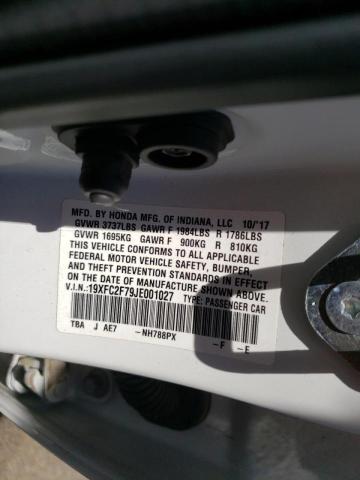 MFD. BY HONDA MFG. OF INDIANA, LLC 10/'17
GVWR 3737LBS GAWR F 1984LBS R 1786LBS
GVWR 1695KG GAWR F 900KG R 810KG
THIS VEHICLE CONFORMS TO ALL APPLICABLE
FEDERAL MOTOR VEHICLE SAFETY, BUMPER,
AND THEFT PREVENTION STANDARDS IN EFFECT
ON THE DATE OF MANUFACTURE SHOWN ABOVE.
V.I.N.:19XFC2F79JE001027 TYPE: PASSENGER CAR
TBA J AE7 -NH788PX -F -E